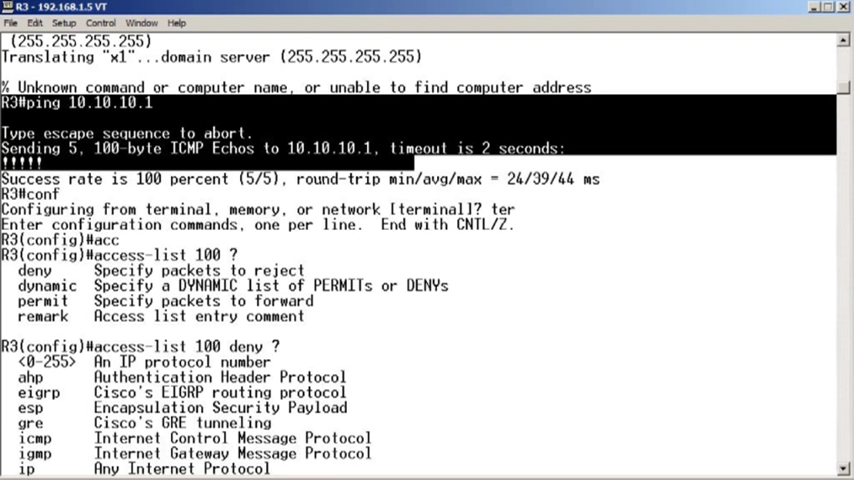 R3 - 192.168.1.5 VT
File Edit Setup Control Window Help
(255.255.255.255)
Translating "x1"...domain server (255.255.255.255)
% Unknown command or computer name, or unable to find computer address
R3#ping 10.10.10.1
Type escape sequence to abort.
Sending 5, 100-byte ICMP Echos to 10.10.10.1, timeout is 2 seconds:
!!!!!
Success rate is 100 percent (5/5), round-trip min/avg/max = 24/39/44 ms
R3#conf
Configuring from terminal, memory, or network [terminal]? ter
Enter configuration commands, one per line.  End with CNTL/Z.
R3(config)#acc
R3(config)#access-list 100 ?
deny     Specify packets to reject
dynamic  Specify a DYNAMIC list of PERMITs or DENYs
permit   Specify packets to forward
remark   Access list entry comment
R3(config)#access-list 100 deny ?
<0-255>  An IP protocol number
ahp      Authentication Header Protocol
eigrp    Cisco's EIGRP routing protocol
esp      Encapsulation Security Payload
gre      Cisco's GRE tunneling
icmp     Internet Control Message Protocol
igmp     Internet Gateway Message Protocol
ip       Any Internet Protocol